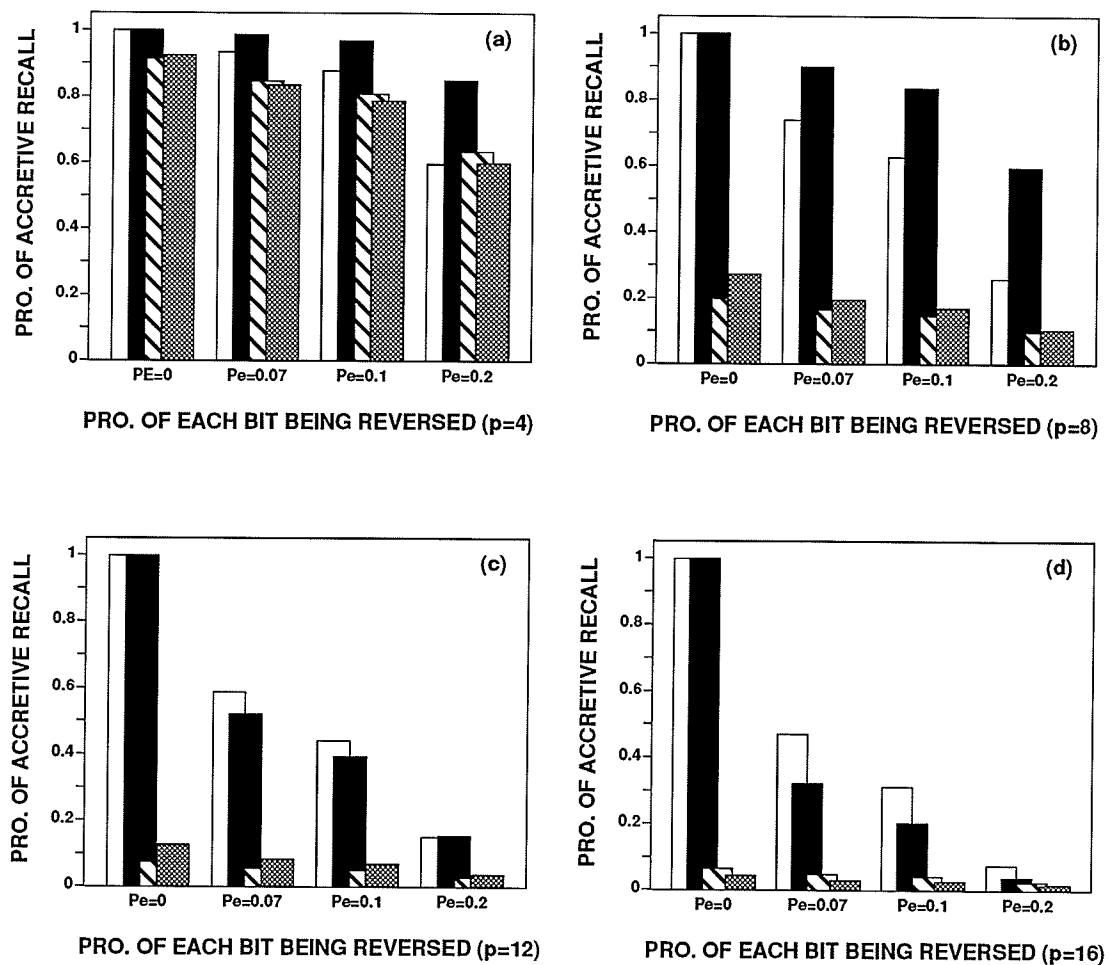 PRO. OF ACCRETIVE RECALL
(a)
1
0.8
0.6
0.4
0.2
0
PE=0 Pe=0.07 Pe=0.1 Pe=0.2
PRO. OF EACH BIT BEING REVERSED (p=4)
PRO. OF ACCRETIVE RECALL
(b)
1
0.8
0.6
0.4
0.2
0
Pe=0 Pe=0.07 Pe=0.1 Pe=0.2
PRO. OF EACH BIT BEING REVERSED (p=8)
PRO. OF ACCRETIVE RECALL
(c)
1
0.8
0.6
0.4
0.2
0
Pe=0 Pe=0.07 Pe=0.1 Pe=0.2
PRO. OF EACH BIT BEING REVERSED (p=12)
PRO. OF ACCRETIVE RECALL
(d)
1
0.8
0.6
0.4
0.2
0
Pe=0 Pe=0.07 Pe=0.1 Pe=0.2
PRO. OF EACH BIT BEING REVERSED (p=16)